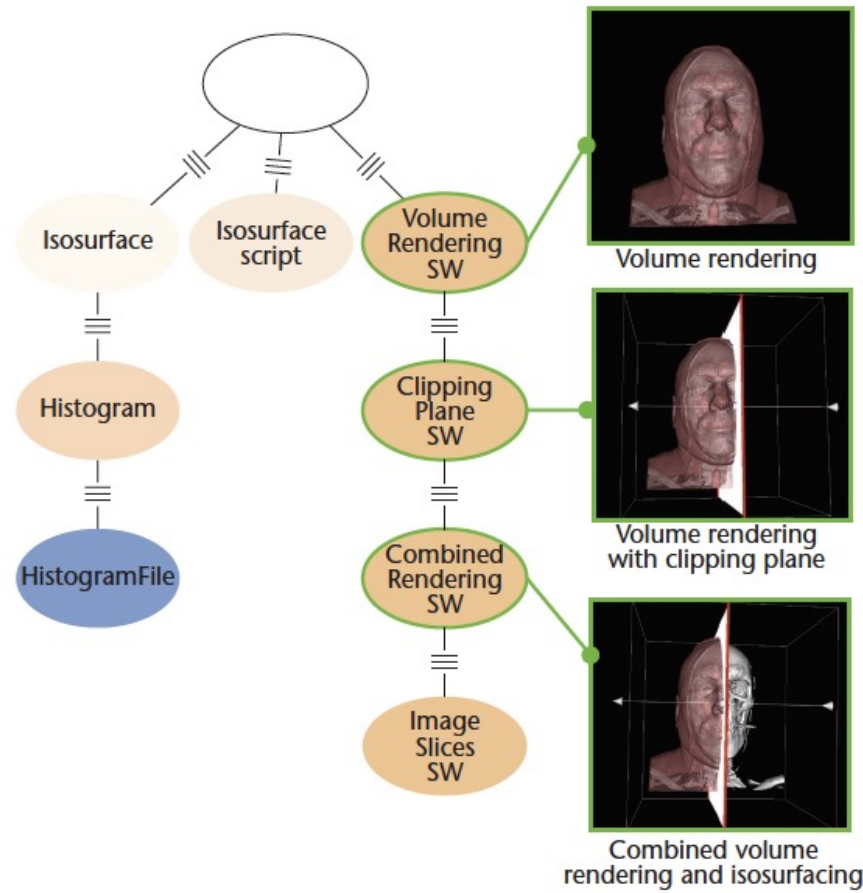 Isosurface
Isosurface
script
Volume
Rendering
SW
Volume rendering
Histogram
Clipping
Plane
SW
Volume rendering
with clipping plane
HistogramFile
Combined
Rendering
SW
Image
Slices
SW
Combined volume
rendering and isosurfacing